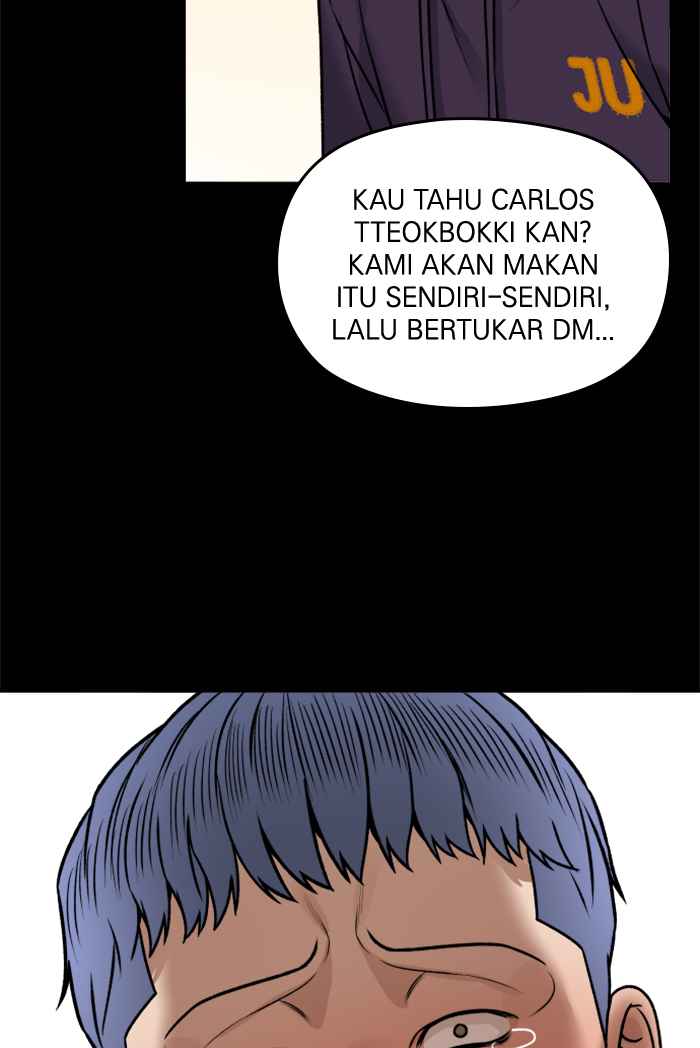 JU
KAU TAHU CARLOS
TTEOKBOKKI KAN?
KAMI AKAN MAKAN
ITU SENDIRI-SENDIRI,
LALU BERTUKAR DM...